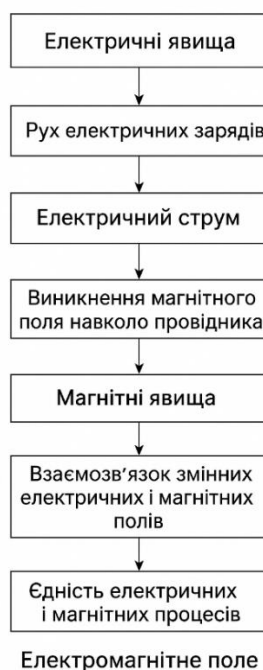 Електричні явища
Рух електричних зарядів
Електричний струм
Виникнення магнітного
поля навколо провідника
Магнітні явища
Взаємозв'язок змінних
електричних і магнітних
полів
Єдність електричних
і магнітних процесів
Електромагнітне поле